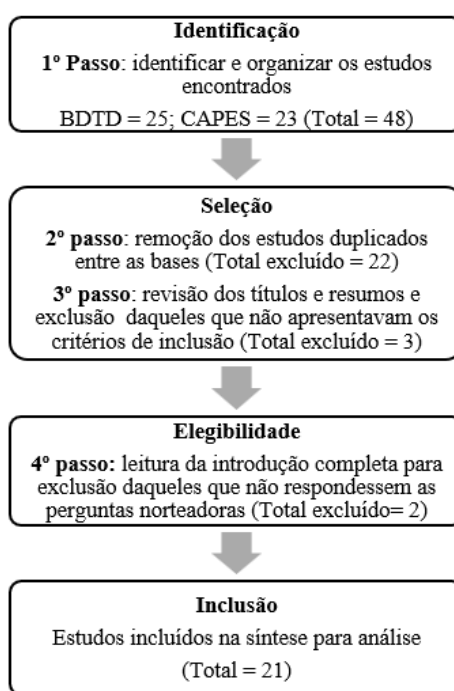 Identificação
1º Passo: identificar e organizar os estudos
encontrados
BDTD = 25; CAPES = 23 (Total = 48)
Seleção
2º passo: remoção dos estudos duplicados
entre as bases (Total excluído = 22)
3º passo: revisão dos títulos e resumos e
exclusão daqueles que não apresentavam os
critérios de inclusão (Total excluído = 3)
Elegibilidade
4º passo: leitura da introdução completa para
exclusão daqueles que não respondessem as
perguntas norteadoras (Total excluído= 2)
Inclusão
Estudos incluídos na síntese para análise
(Total = 21)